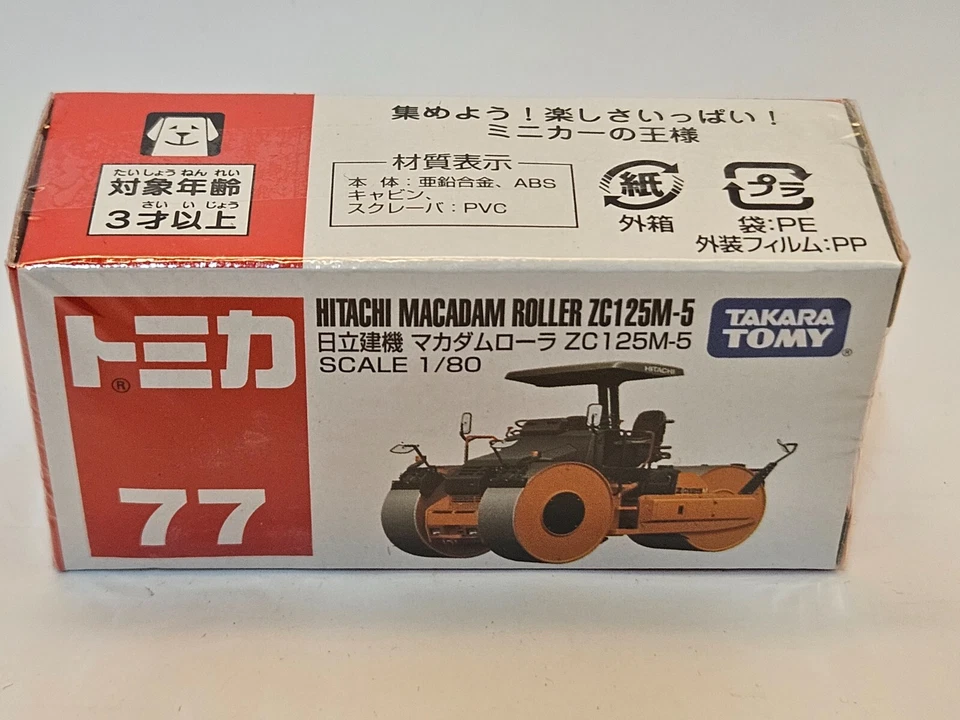 集めよう！楽しさいっぱい！
ミニカーの王様
たいしょう ねん れい
対象年齢
さい い じょう
3才以上
材質表示
本 体：亜鉛合金、ABS
キャビン、
スクレーパ：PVC
紙
外箱
プラ
袋：PE
外装フィルム：PP
トミカ®
77
HITACHI MACADAM ROLLER ZC125M-5
日立建機 マカダムローラ ZC125M-5
SCALE 1/80
TAKARA
TOMY®
HITACHI
ZC125